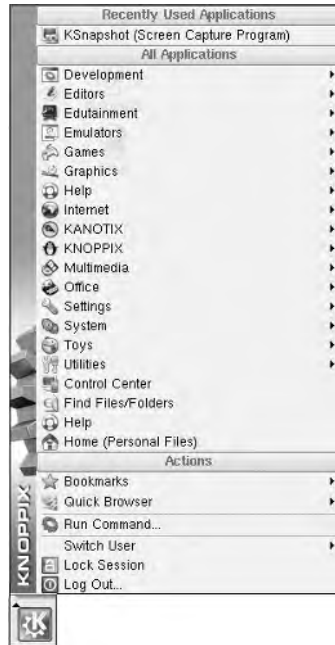 Recently Used Applications
KSnapshot (Screen Capture Program)
All Applications
Development
Editors
Edutainment
Emulators
Games
Graphics
Help
Internet
KANOTIX
KNOPPIX
Multimedia
Office
Settings
System
Toys
Utilities
Control Center
Find Files/Folders
Help
Home (Personal Files)
Actions
Bookmarks
Quick Browser
Run Command...
Switch User
Lock Session
Log Out...
KNOPPIX
K